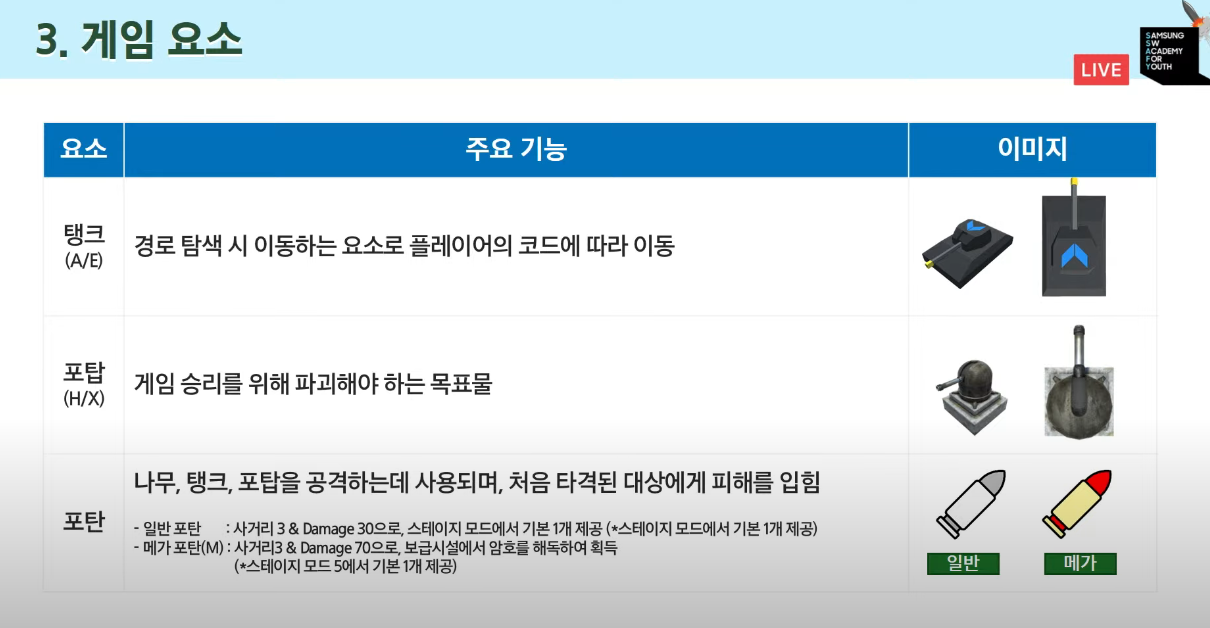 3. 게임 요소
LIVE
SAMSUNG
SW
ACADEMY
FOR
YOUTH
요소
주요 기능
이미지
탱크
(A/E)
경로 탐색 시 이동하는 요소로 플레이어의 코드에 따라 이동
포탑
(H/X)
게임 승리를 위해 파괴해야 하는 목표물
포탄
나무, 탱크, 포탑을 공격하는데 사용되며, 처음 타격된 대상에게 피해를 입힘
- 일반 포탄 : 사거리 3 & Damage 30으로, 스테이지 모드에서 기본 1개 제공 (*스테이지 모드에서 기본 1개 제공)
- 메가 포탄(M) : 사거리3 & Damage 70으로, 보급시설에서 암호를 해독하여 획득
(*스테이지 모드 5에서 기본 1개 제공)
일반
메가